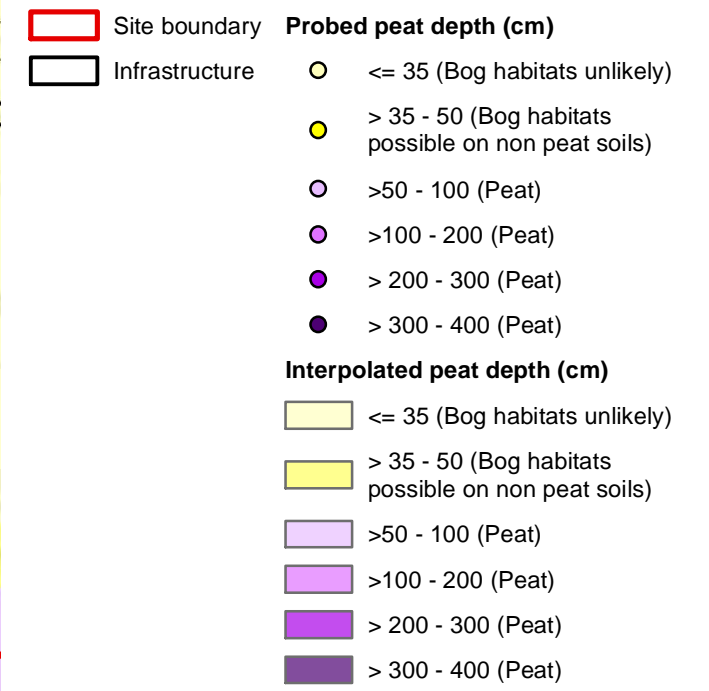 Site boundary
Infrastructure
Probed peat depth (cm)
<= 35 (Bog habitats unlikely)
> 35 - 50 (Bog habitats
possible on non peat soils)
>50 - 100 (Peat)
>100 - 200 (Peat)
> 200 - 300 (Peat)
> 300 - 400 (Peat)
Interpolated peat depth (cm)
<= 35 (Bog habitats unlikely)
> 35 - 50 (Bog habitats
possible on non peat soils)
>50 - 100 (Peat)
>100 - 200 (Peat)
> 200 - 300 (Peat)
> 300 - 400 (Peat)